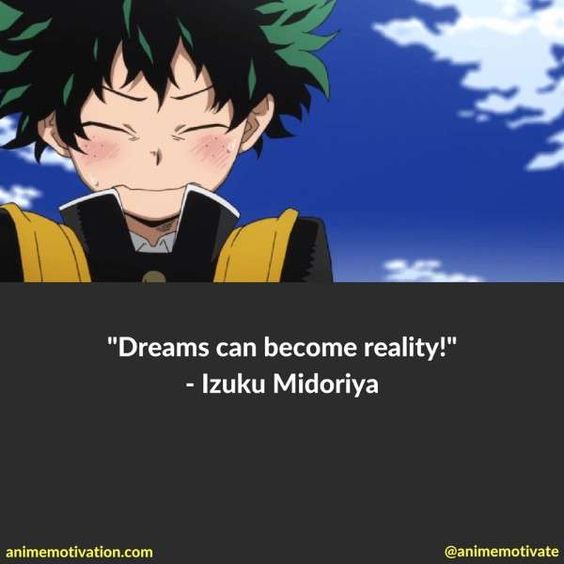 "Dreams can become reality!"
- Izuku Midoriya
animemotivation.com
@animemotivate